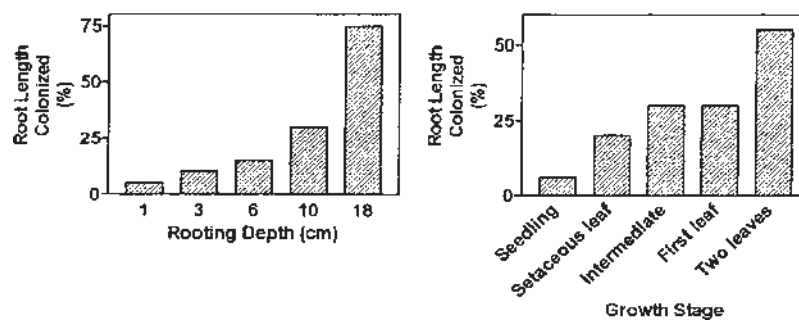 Root Length
Colonized
(%)
75
50
25
0
1 3 6 10 18
Rooting Depth (cm)
Root Length
Colonized
(%)
50
25
0
Seedling
Setaceous leaf
Intermediate
First leaf
Two leaves
Growth Stage